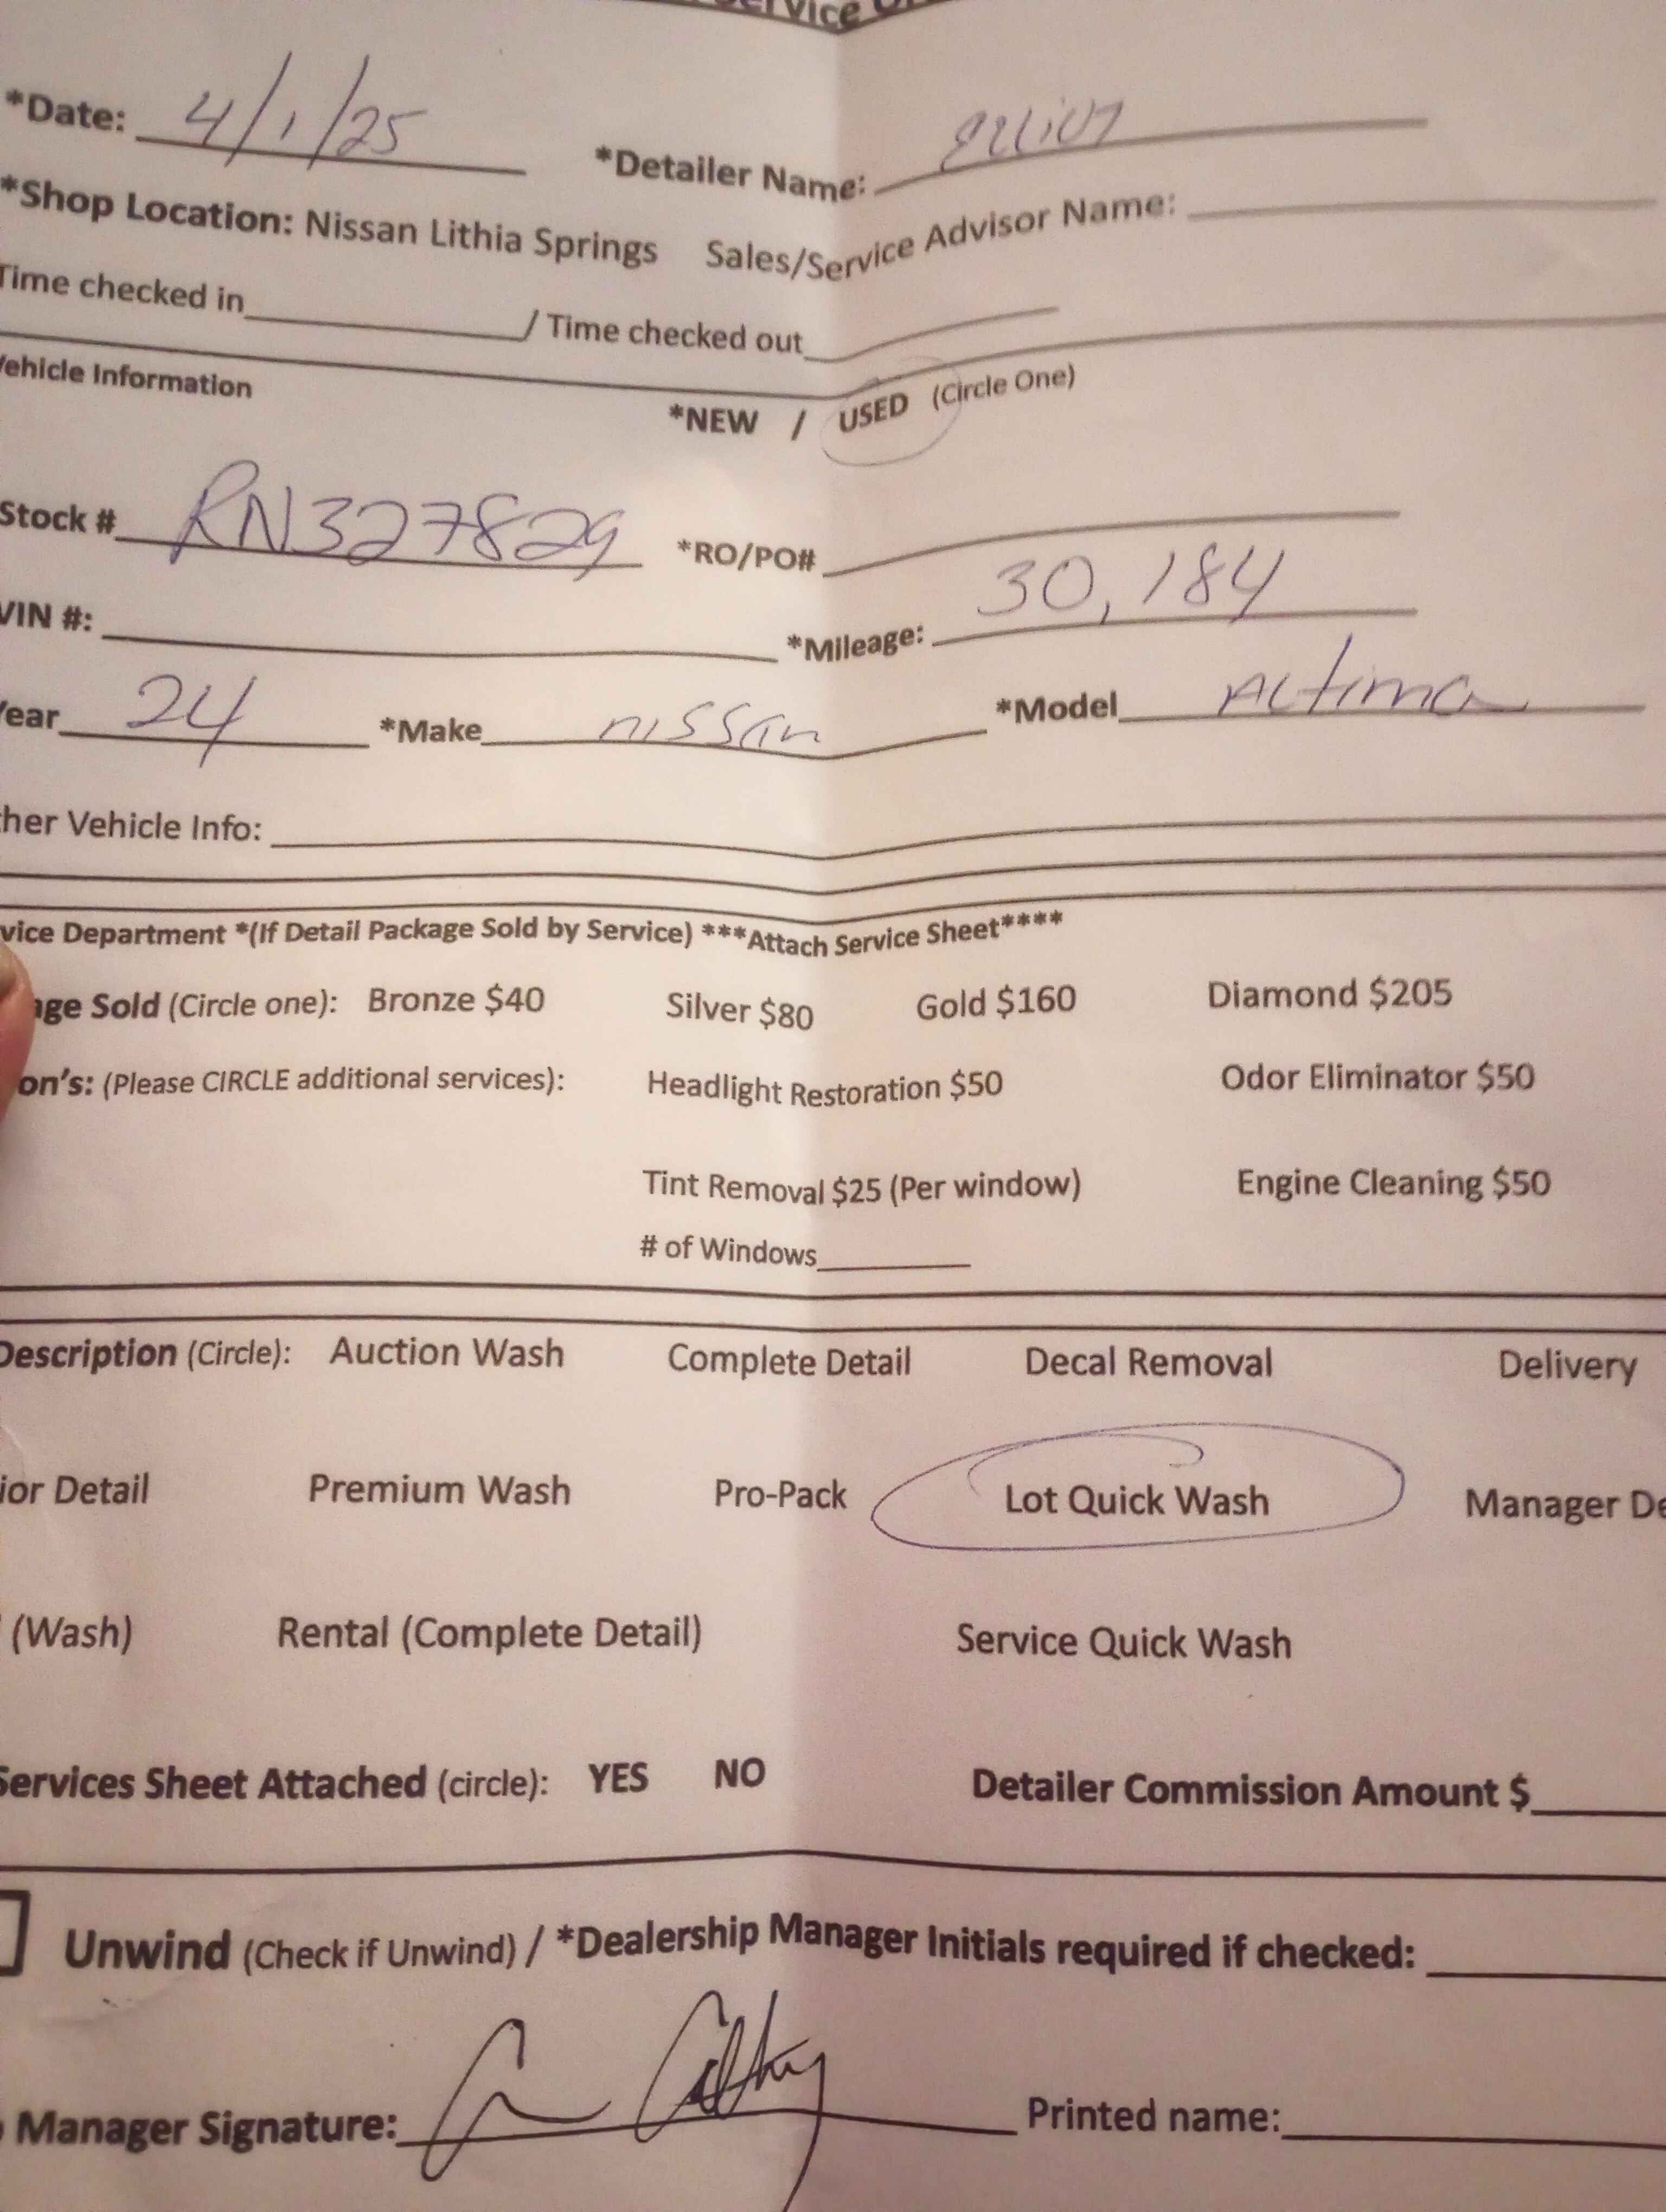 *Date: 4/1/25 *Detailer Name: Elliot
*Shop Location: Nissan Lithia Springs Sales/Service Advisor Name:
Time checked in / Time checked out
Vehicle Information
*NEW / USED (Circle One)
Stock # RN327829 *RO/PO#
VIN #: *Mileage: 30,184
Year 24 *Make nissan *Model Altima
ther Vehicle Info:
vice Department *(If Detail Package Sold by Service) ***Attach Service Sheet****
age Sold (Circle one): Bronze $40 Silver $80 Gold $160 Diamond $205
on's: (Please CIRCLE additional services): Headlight Restoration $50 Odor Eliminator $50
Tint Removal $25 (Per window) Engine Cleaning $50
# of Windows
Description (Circle): Auction Wash Complete Detail Decal Removal Delivery
ior Detail Premium Wash Pro-Pack Lot Quick Wash Manager De
(Wash) Rental (Complete Detail) Service Quick Wash
Services Sheet Attached (circle): YES NO Detailer Commission Amount $
Unwind (Check if Unwind) / *Dealership Manager Initials required if checked:
Manager Signature: Printed name: